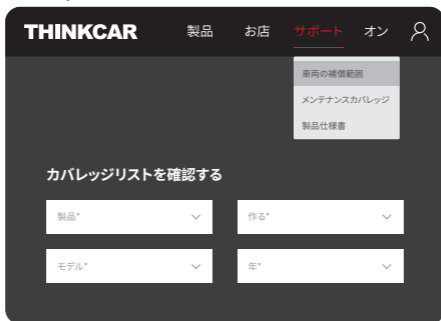 THINKCAR 製品 お店 サポート オン
車両の補償範囲
メンテナンスカバレッジ
製品仕様書
カバレッジリストを確認する
製品* 作る*
モデル* 年*